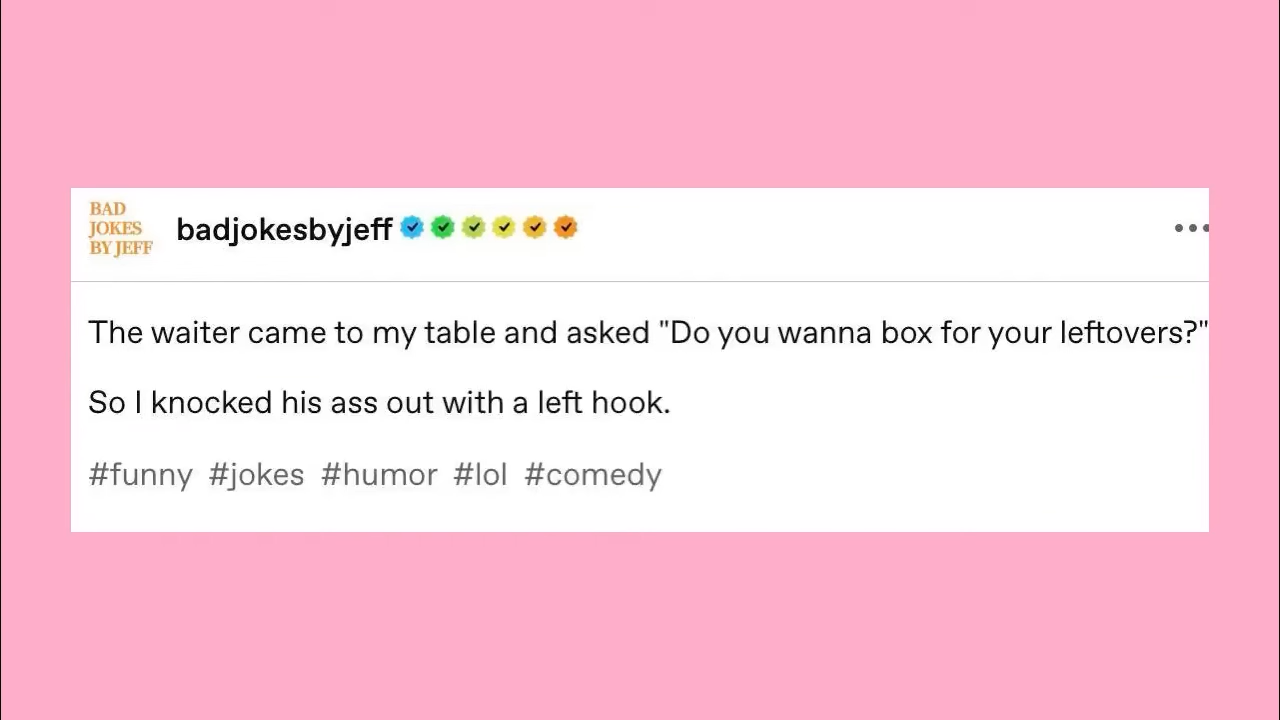 BAD
JOKES
BY JEFF
badjokesbyjeff
The waiter came to my table and asked "Do you wanna box for your leftovers?"
So I knocked his ass out with a left hook.
#funny #jokes #humor #lol #comedy